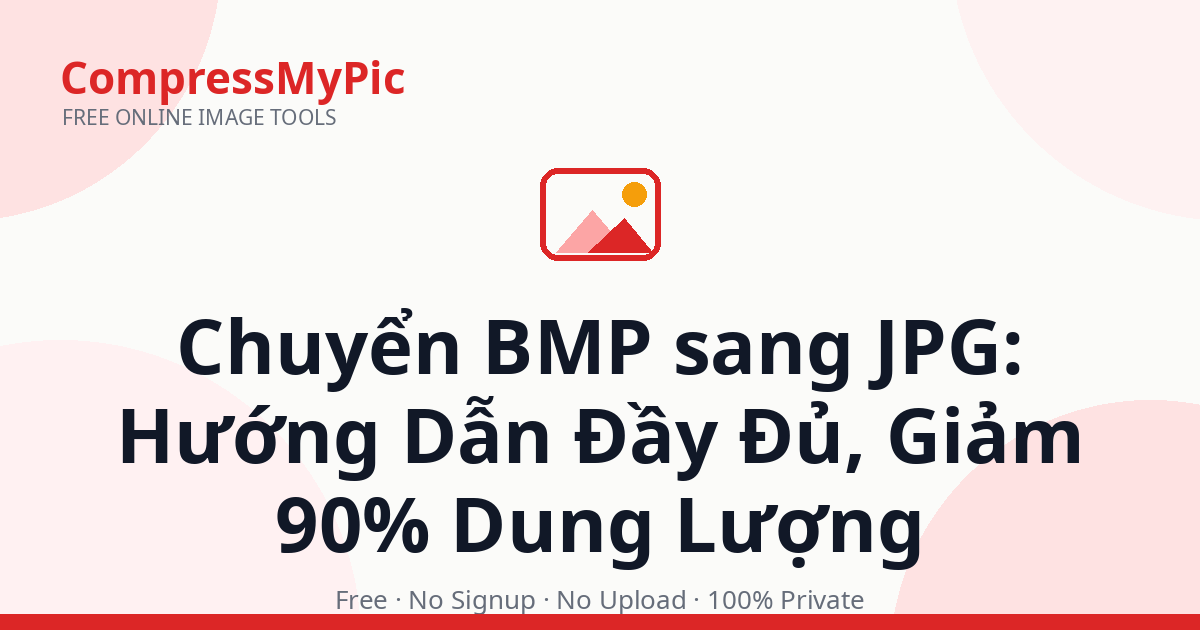 CompressMyPic
FREE ONLINE IMAGE TOOLS
Chuyển BMP sang JPG:
Hướng Dẫn Đầy Đủ, Giảm
90% Dung Lượng
Free · No Signup · No Upload · 100% Private